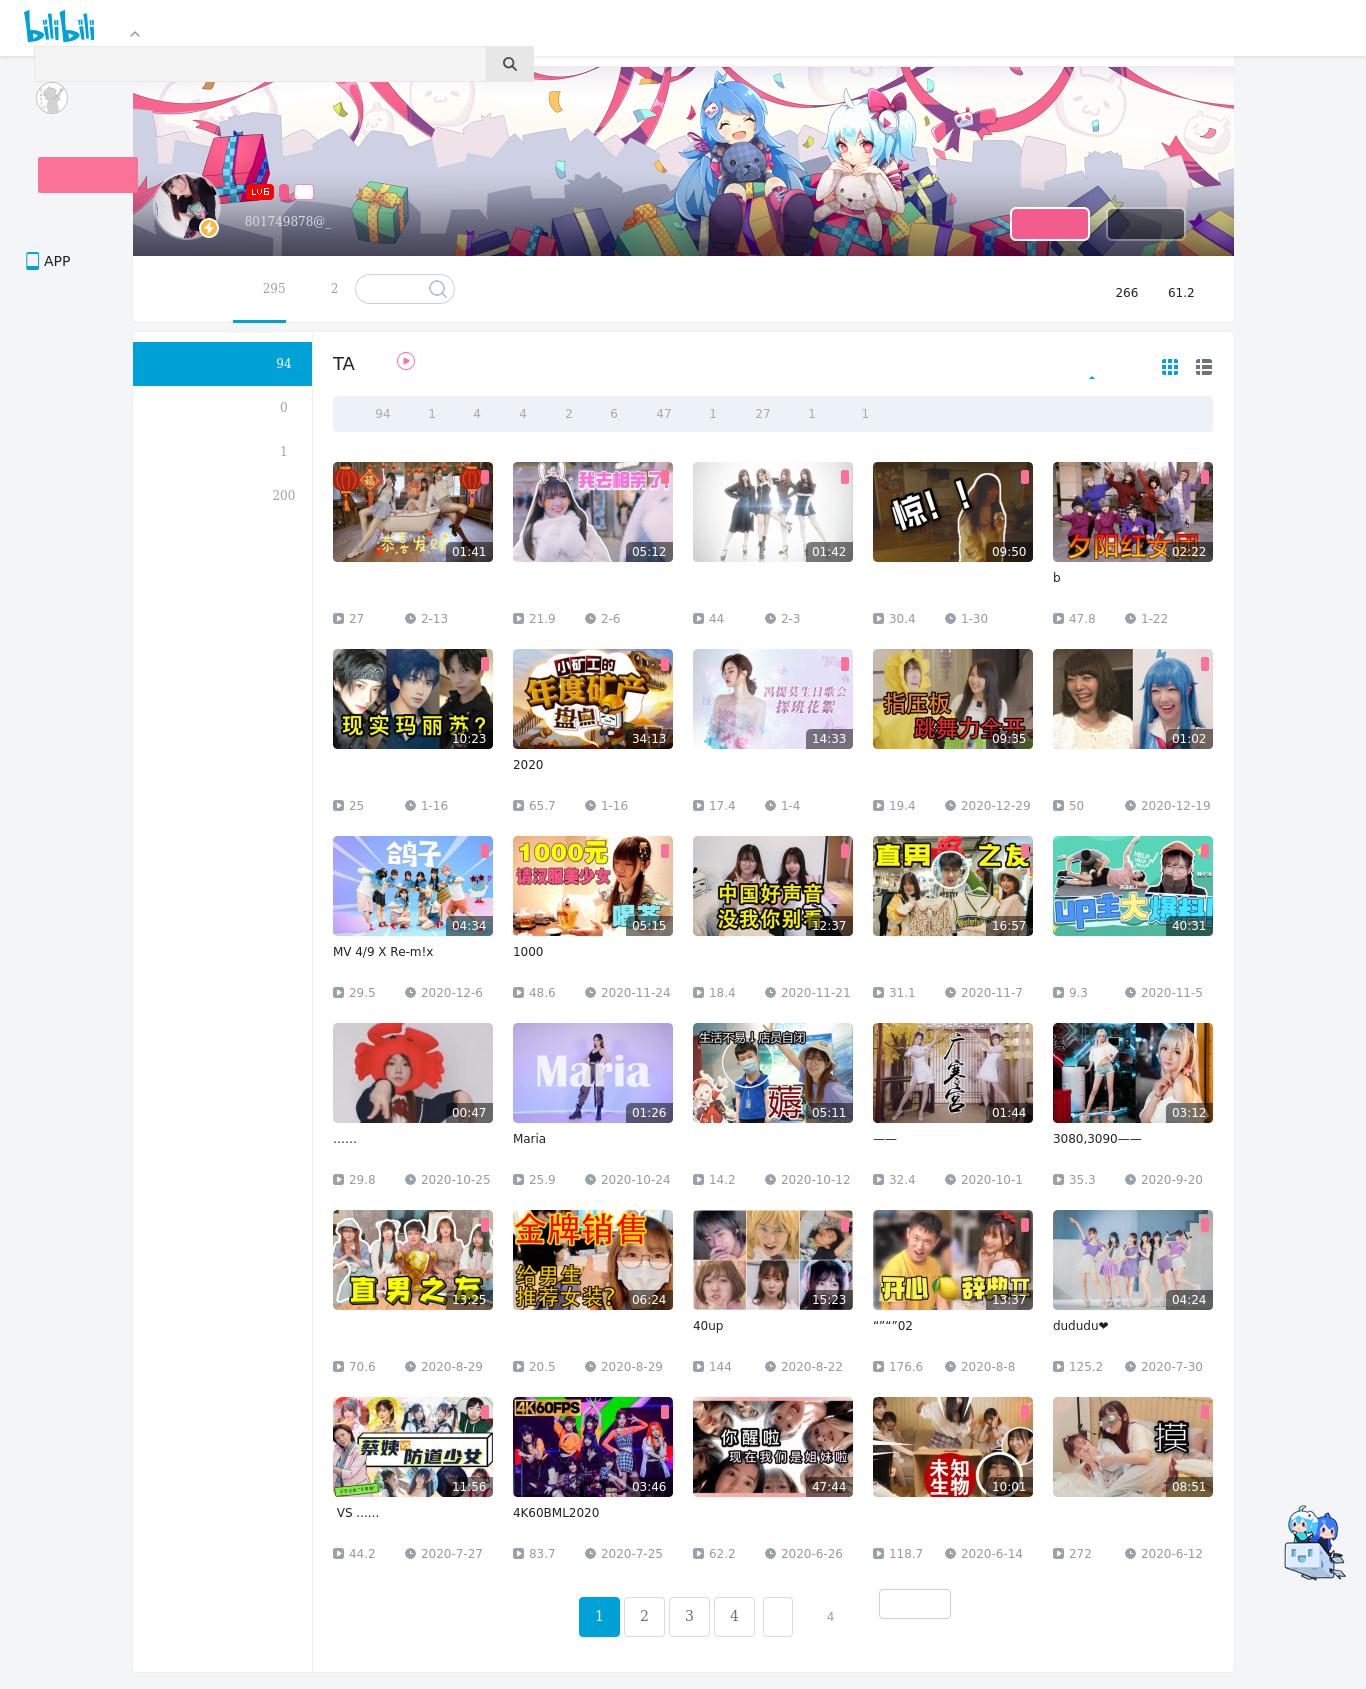 bilibili
LV6
801749878@_
APP
295 2
266 61.2
94
0
1
200
TA
94 1 4 4 2 6 47 1 27 1 1
福
恭喜发财
01:41
我去相亲了!
05:12
01:42
惊!!
09:50
夕阳红女团
02:22
b
27 2-13
21.9 2-6
44 2-3
30.4 1-30
47.8 1-22
现实玛丽苏?
10:23
小矿工的
年度矿产
盘点
34:13
冯提莫生日歌会
探班花絮
14:33
指压板
跳舞力全开
09:35
01:02
2020
25 1-16
65.7 1-16
17.4 1-4
19.4 2020-12-29
50 2020-12-19
鸽子
04:34
1000元
请汉服美少女
喝茶
05:15
中国好声音
没我你别看
12:37
直男 之友
16:57
up主大爆料
40:31
MV 4/9 X Re-m!x
1000
29.5 2020-12-6
48.6 2020-11-24
18.4 2020-11-21
31.1 2020-11-7
9.3 2020-11-5
00:47
Maria
01:26
生活不易↓店员自闭
薅
05:11
广寒宫
01:44
03:12
……
Maria
——
3080,3090——
29.8 2020-10-25
25.9 2020-10-24
14.2 2020-10-12
32.4 2020-10-1
35.3 2020-9-20
直男之友
13:25
金牌销售
给男生
推荐女装?
06:24
15:23
开心 辞典
13:37
04:24
40up
“”“”02
dududu❤
70.6 2020-8-29
20.5 2020-8-29
144 2020-8-22
176.6 2020-8-8
125.2 2020-7-30
蔡姨
防道少女
11:56
4K60FPS
03:46
你醒啦
现在我们是姐妹啦
47:44
未知
生物
10:01
摸
08:51
VS ……
4K60BML2020
44.2 2020-7-27
83.7 2020-7-25
62.2 2020-6-26
118.7 2020-6-14
272 2020-6-12
1 2 3 4 4